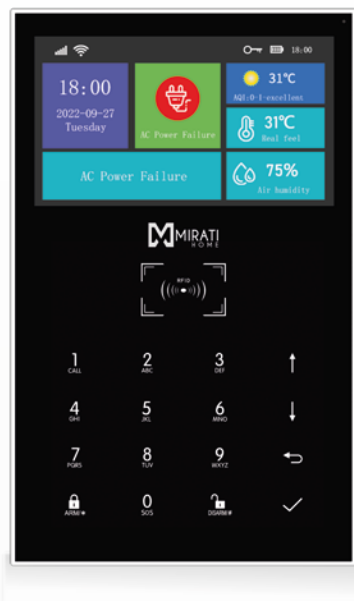 18:00
18:00
2022-09-27
Tuesday
AC Power Failure
31℃
AQI:0-1-excellent
31℃
Real feel
AC Power Failure
75%
Air humidity
MIRATI
HOME
RFID
1 2 3
CALL ABC DEF
4 5 6
GHI JKL MNO
7 8 9
PQRS TUV WXYZ
0
ARM/* SOS DISARM/#